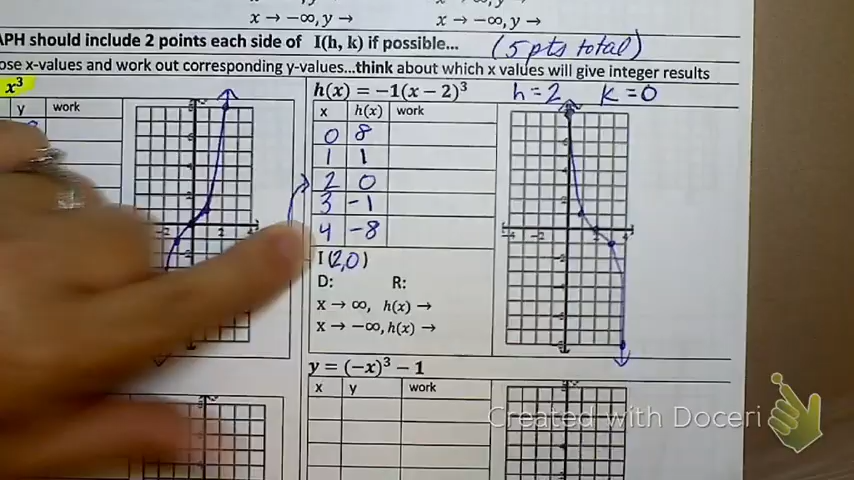 x → −∞, y →
x → −∞, y →
APH should include 2 points each side of I(h, k) if possible... (5 pts total)
ose x-values and work out corresponding y-values...think about which x values will give integer results
x³
y work
h(x) = −1(x − 2)³ h = 2 k = 0
x h(x) work
0 8
1 1
2 0
3 -1
4 -8
I(2,0)
D: R:
x → ∞, h(x) →
x → −∞, h(x) →
y = (−x)³ − 1
x y work
Created with Doceri